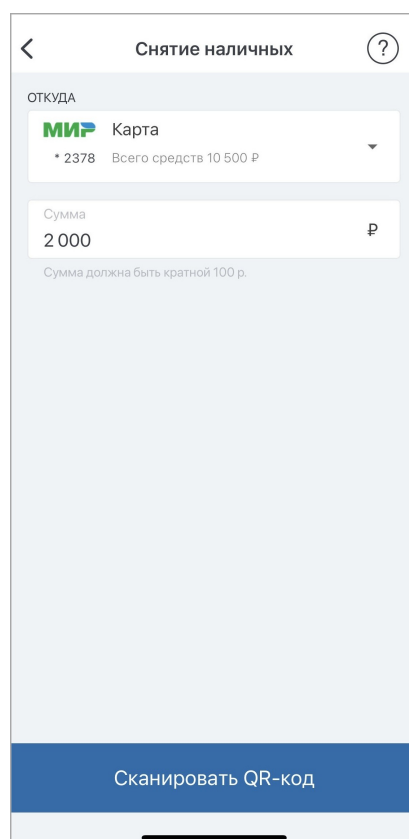 Снятие наличных
?
ОТКУДА
МИР Карта
* 2378 Всего средств 10 500 ₽
Сумма
2 000 ₽
Сумма должна быть кратной 100 р.
Сканировать QR-код